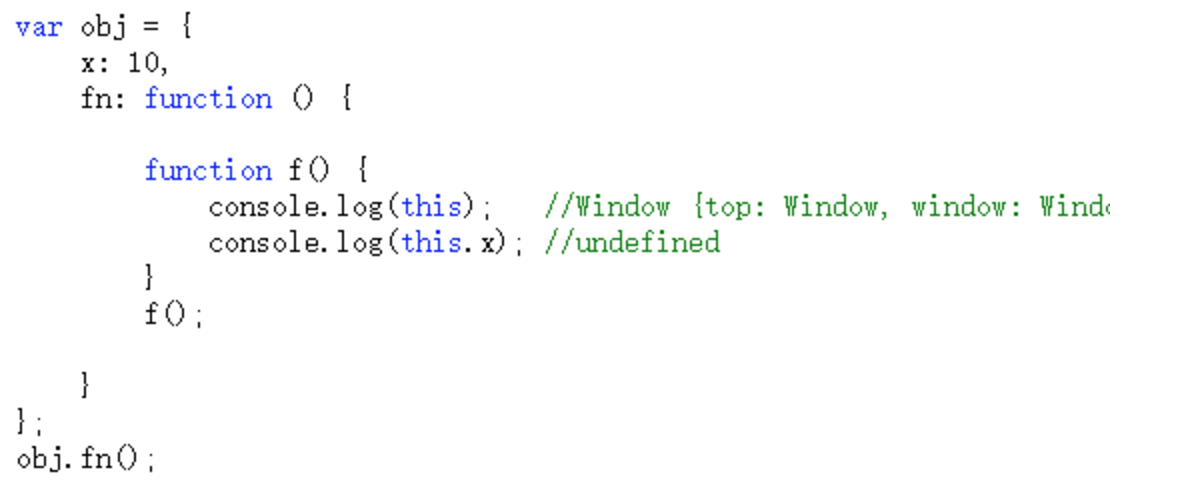 var obj = {
    x: 10,
    fn: function () {
        function f() {
            console.log(this);   //Window {top: Window, window: Wind
            console.log(this.x); //undefined
        }
        f();
    }
};
obj.fn();